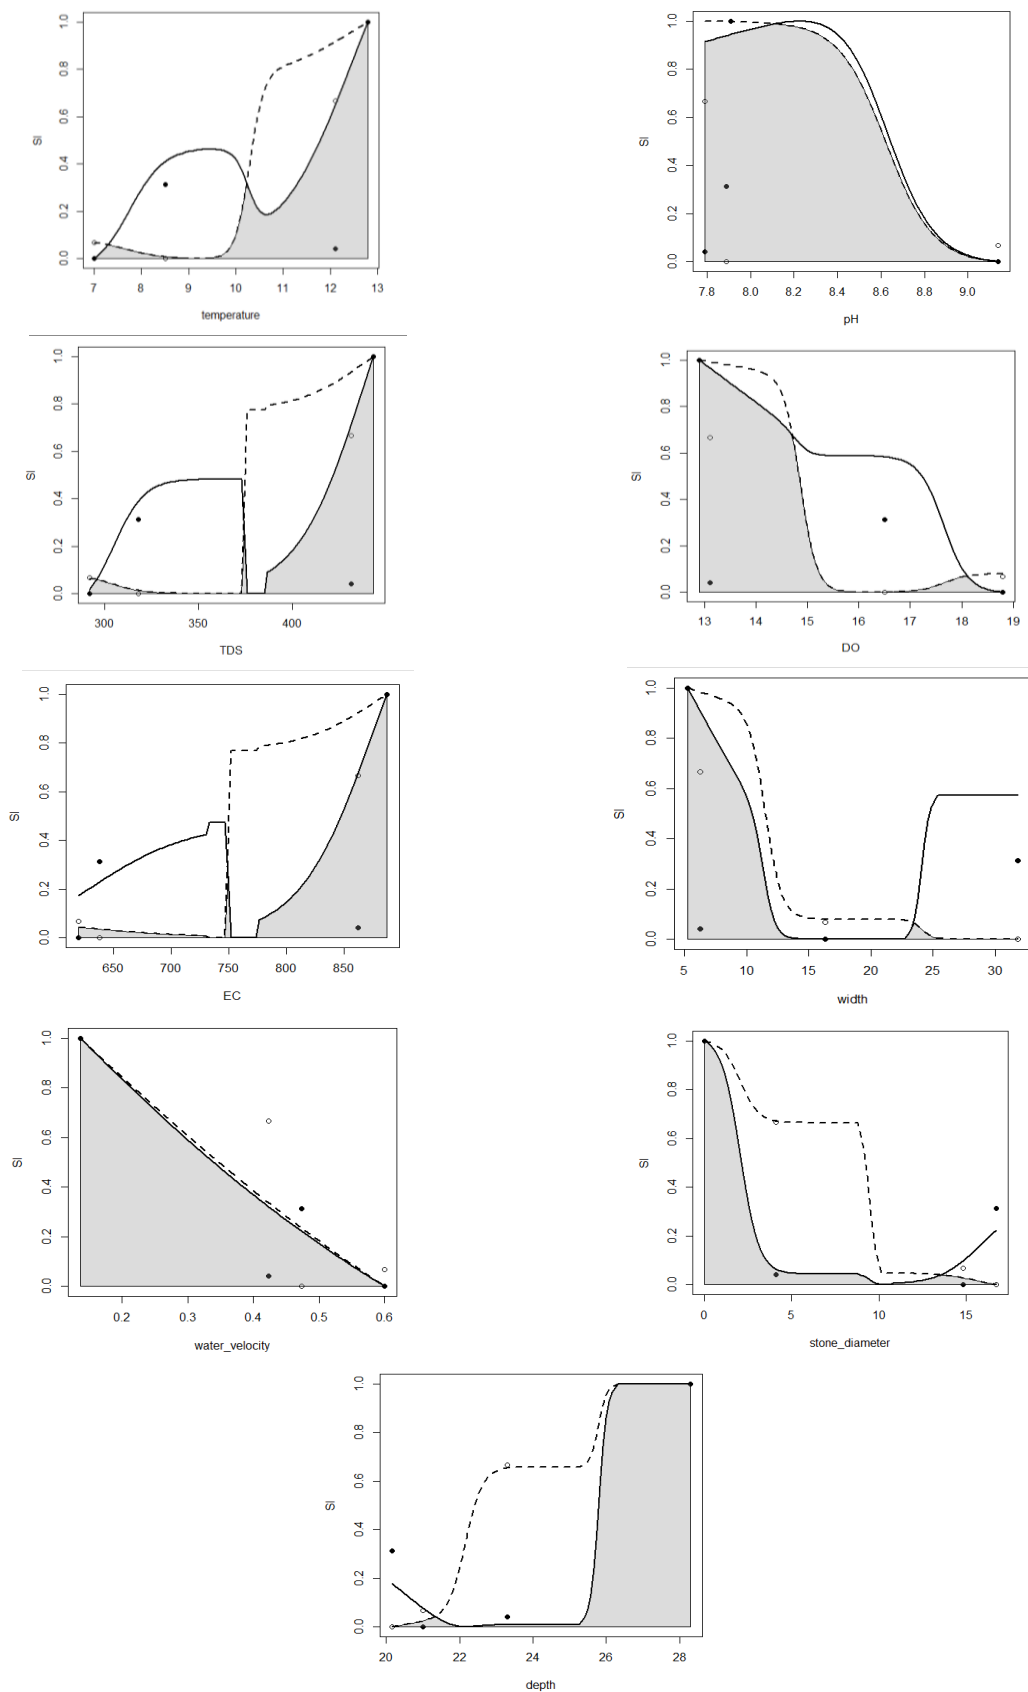 1.0
0.8
0.6
SI
0.4
0.2
0.0
7 8 9 10 11 12 13
temperature
1.0
0.8
0.6
SI
0.4
0.2
0.0
7.8 8.0 8.2 8.4 8.6 8.8 9.0
pH
1.0
0.8
0.6
SI
0.4
0.2
0.0
300 350 400
TDS
1.0
0.8
0.6
SI
0.4
0.2
0.0
13 14 15 16 17 18 19
DO
1.0
0.8
0.6
SI
0.4
0.2
0.0
650 700 750 800 850
EC
1.0
0.8
0.6
SI
0.4
0.2
0.0
5 10 15 20 25 30
width
1.0
0.8
0.6
SI
0.4
0.2
0.0
0.2 0.3 0.4 0.5 0.6
water_velocity
1.0
0.8
0.6
SI
0.4
0.2
0.0
0 5 10 15
stone_diameter
1.0
0.8
0.6
SI
0.4
0.2
0.0
20 22 24 26 28
depth